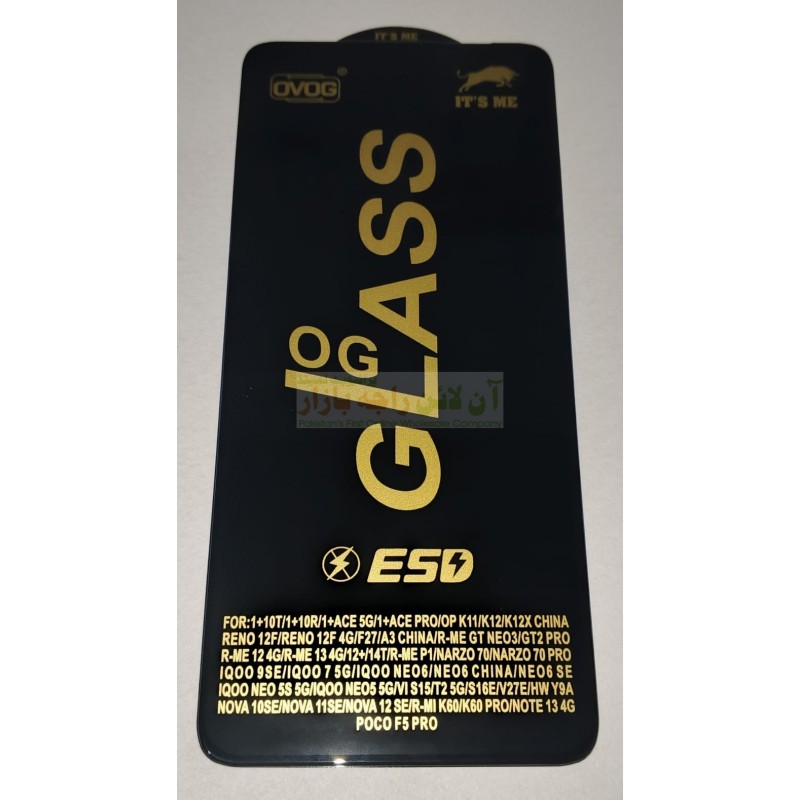 IT'S ME
OVOG®
IT'S ME
OG
GLASS
آن لائن راجہ بازار
Pakistan's First Online Wholesale Company
ESD
FOR:1+10T/1+10R/1+ACE 5G/1+ACE PRO/OP K11/K12/K12X CHINA
RENO 12F/RENO 12F 4G/F27/A3 CHINA/R-ME GT NEO3/GT2 PRO
R-ME 12 4G/R-ME 13 4G/12+/14T/R-ME P1/NARZO 70/NARZO 70 PRO
IQOO 9SE/IQOO 7 5G/IQOO NEO6/NEO6 CHINA/NEO6 SE
IQOO NEO 5S 5G/IQOO NEO5 5G/VI S15/T2 5G/S16E/V27E/HW Y9A
NOVA 10SE/NOVA 11SE/NOVA 12 SE/R-MI K60/K60 PRO/NOTE 13 4G
POCO F5 PRO